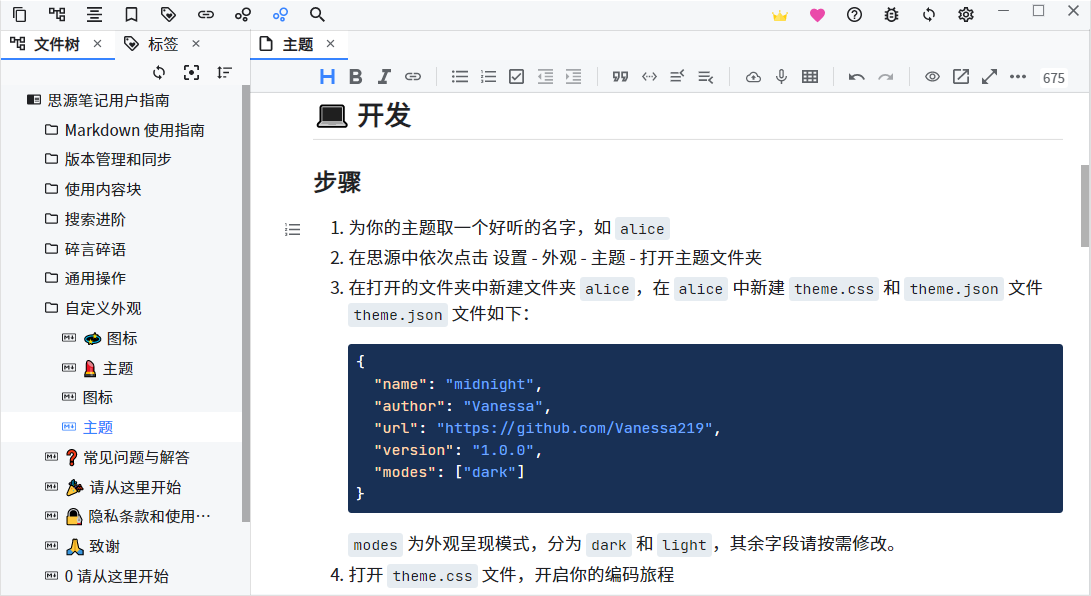 文件树
标签
主题
H B I
675
思源笔记用户指南
Markdown 使用指南
版本管理和同步
使用内容块
搜索进阶
碎言碎语
通用操作
自定义外观
图标
主题
图标
主题
常见问题与解答
请从这里开始
隐私条款和使用…
致谢
0 请从这里开始
开发
步骤
1. 为你的主题取一个好听的名字，如 alice
2. 在思源中依次点击 设置 - 外观 - 主题 - 打开主题文件夹
3. 在打开的文件夹中新建文件夹 alice，在 alice 中新建 theme.css 和 theme.json 文件
theme.json 文件如下：
{
"name": "midnight",
"author": "Vanessa",
"url": "https://github.com/Vanessa219",
"version": "1.0.0",
"modes": ["dark"]
}
modes 为外观呈现模式，分为 dark 和 light，其余字段请按需修改。
4. 打开 theme.css 文件，开启你的编码旅程